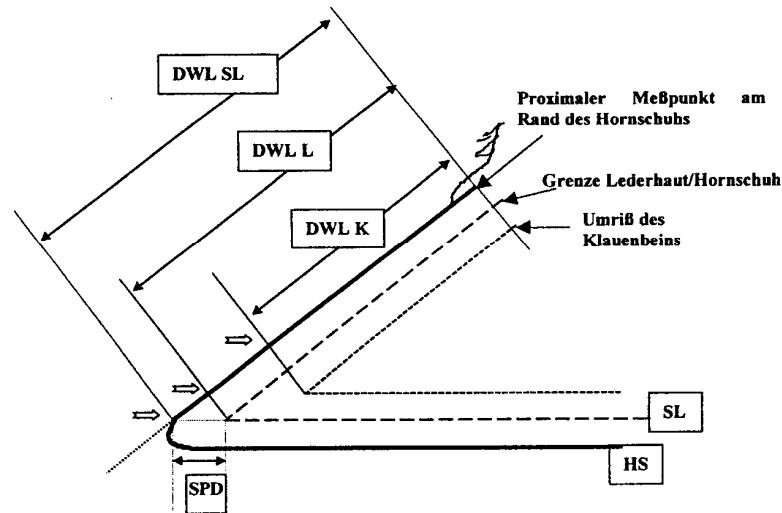 DWL SL
DWL L
Proximaler Meßpunkt am
Rand des Hornschuhs
Grenze Lederhaut/Hornschuh
DWL K
Umriß des
Klauenbeins
SL
HS
SPD